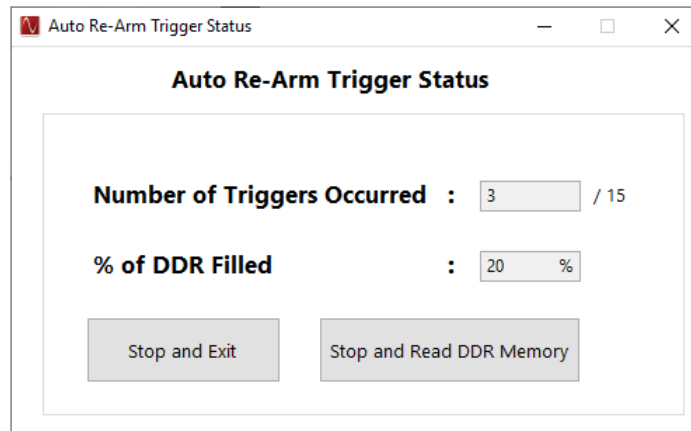 Auto Re-Arm Trigger Status
Auto Re-Arm Trigger Status
Number of Triggers Occurred : 3 / 15
% of DDR Filled : 20 %
Stop and Exit Stop and Read DDR Memory